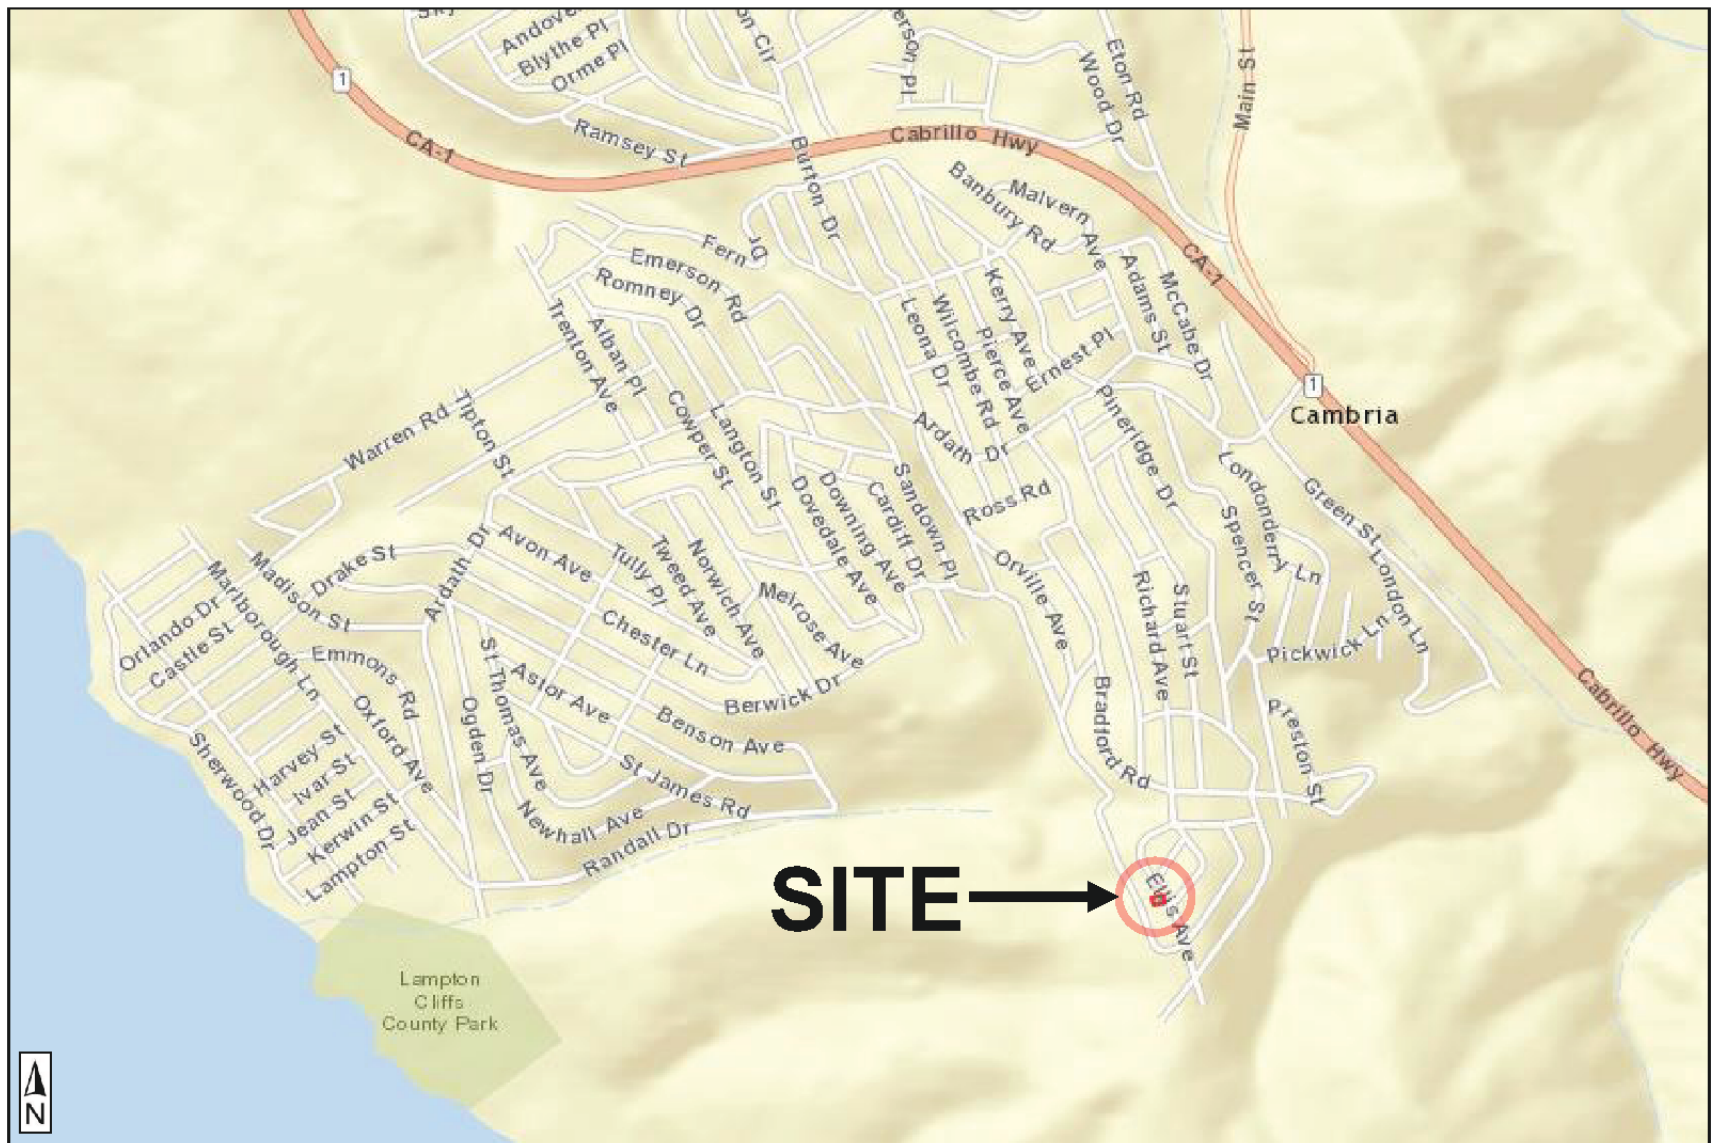 Andove
Blythe Pl
Orme Pl
on Cir
erson Pl
Eton Rd
Wood Dr
Main St
1
CA-1
Ramsey St
Burton Dr
Cabrillo Hwy
Banbury Rd
Malvern Ave
CA-1
Fern Dr
Emerson Rd
Romney Dr
Adams St
McCabe Dr
Kerry Ave
Wilcombe Rd
Leona Dr
Pierce Ave
Ernest Pl
Trenton Ave
Alban Pl
1
Cambria
Warren Rd
Tipton St
Cowper St
Langton St
Ardath Dr
Pineridge Dr
Londonderry Ln
Green St
Sandown Pl
Cardiff Dr
Downing Ave
Dovedale Ave
Ross Rd
Spencer St
London Ln
Ardath Dr
Avon Ave
Tully Pl
Tweed Ave
Norwich Ave
Melrose Ave
Drake St
Madison St
Marlborough Ln
Orlando Dr
Castle St
Orville Ave
Richard Ave
Stuart St
Pickwick Ln
Chester Ln
Emmons Rd
St Thomas Ave
Astor Ave
Berwick Dr
Benson Ave
Oxford Ave
Ogden Dr
Bradford Rd
Preston St
Cabrillo Hwy
Sherwood Dr
Harvey St
Ivar St
Jean St
Kerwin St
Lampton St
St James Rd
Newhall Ave
Randall Dr
SITE
Ellis Ave
Lampton
Cliffs
County Park
N